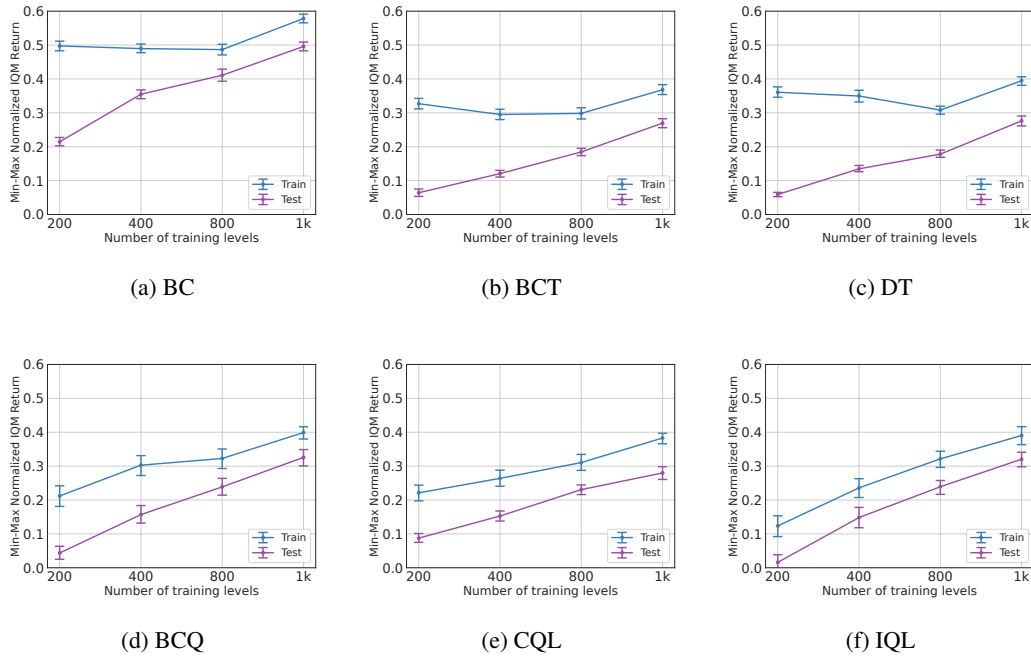 0.6
0.5
0.4
0.3
0.2
0.1
0.0
Min-Max Normalized IQM Return
Train
Test
200 400 800 1k
Number of training levels
(a) BC
0.6
0.5
0.4
0.3
0.2
0.1
0.0
Min-Max Normalized IQM Return
Train
Test
200 400 800 1k
Number of training levels
(b) BCT
0.6
0.5
0.4
0.3
0.2
0.1
0.0
Min-Max Normalized IQM Return
Train
Test
200 400 800 1k
Number of training levels
(c) DT
0.6
0.5
0.4
0.3
0.2
0.1
0.0
Min-Max Normalized IQM Return
Train
Test
200 400 800 1k
Number of training levels
(d) BCQ
0.6
0.5
0.4
0.3
0.2
0.1
0.0
Min-Max Normalized IQM Return
Train
Test
200 400 800 1k
Number of training levels
(e) CQL
0.6
0.5
0.4
0.3
0.2
0.1
0.0
Min-Max Normalized IQM Return
Train
Test
200 400 800 1k
Number of training levels
(f) IQL